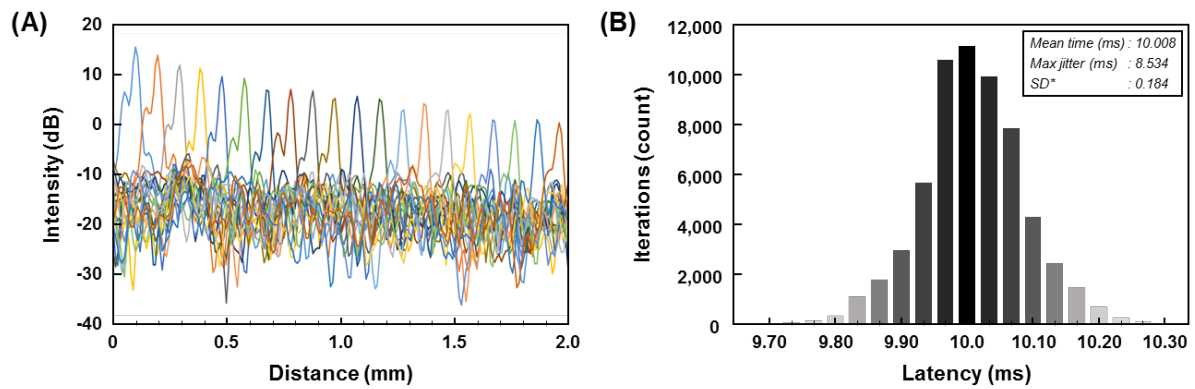 (A)
20
10
0
-10
-20
-30
-40
Intensity (dB)
0
0.5
1.0
1.5
2.0
Distance (mm)
(B)
12,000
10,000
8,000
6,000
4,000
2,000
0
Iterations (count)
Mean time (ms) : 10.008
Max jitter (ms) : 8.534
SD* : 0.184
9.70
9.80
9.90
10.0
10.10
10.20
10.30
Latency (ms)